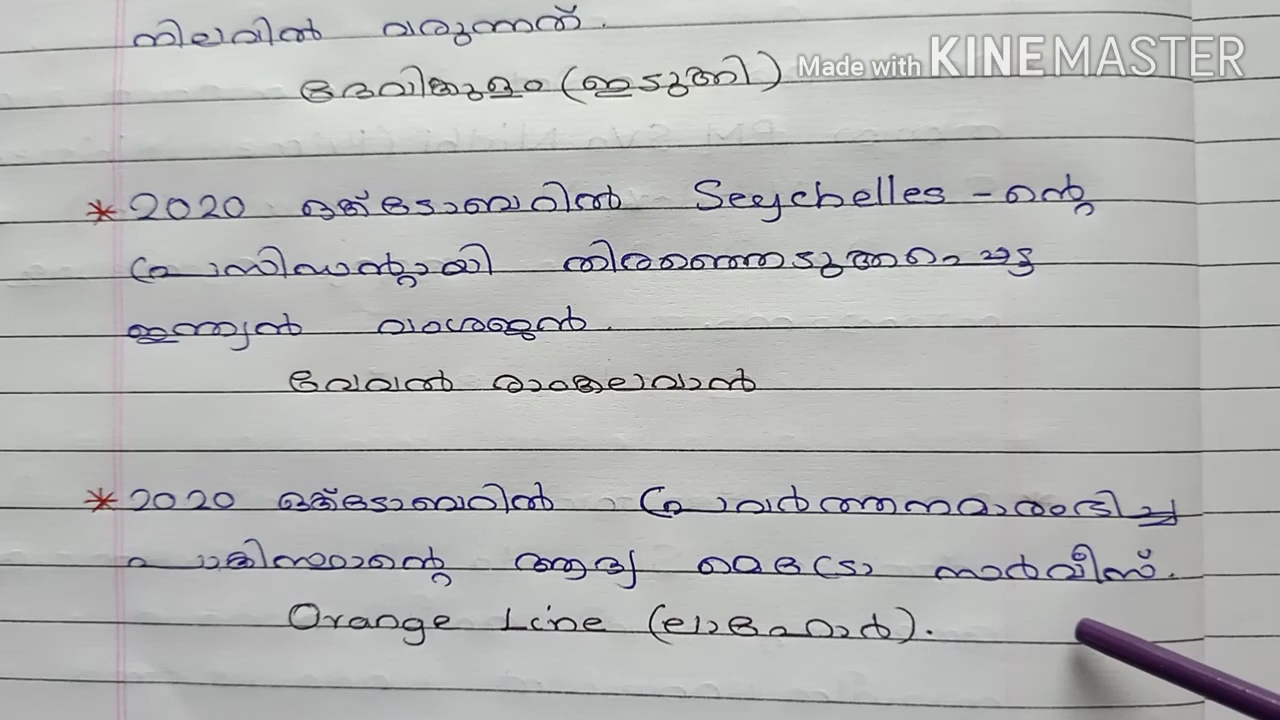 നിലവിൽ വരുന്നത്.
ദേവികുളം (ഇടുക്കി)
Made with KINEMASTER
* 2020 ഒക്ടോബറിൽ Seychelles - ന്റെ
പ്രസിഡന്റായി തിരഞ്ഞെടുക്കപ്പെട്ട
ഇന്ത്യൻ വംശജൻ.
വേവൽ രാംകലാവാൻ
* 2020 ഒക്ടോബറിൽ പ്രവർത്തനമാരംഭിച്ച
പാകിസ്ഥാന്റെ ആദ്യ മെട്രോ സർവീസ്.
Orange Line (ലാഹോർ).